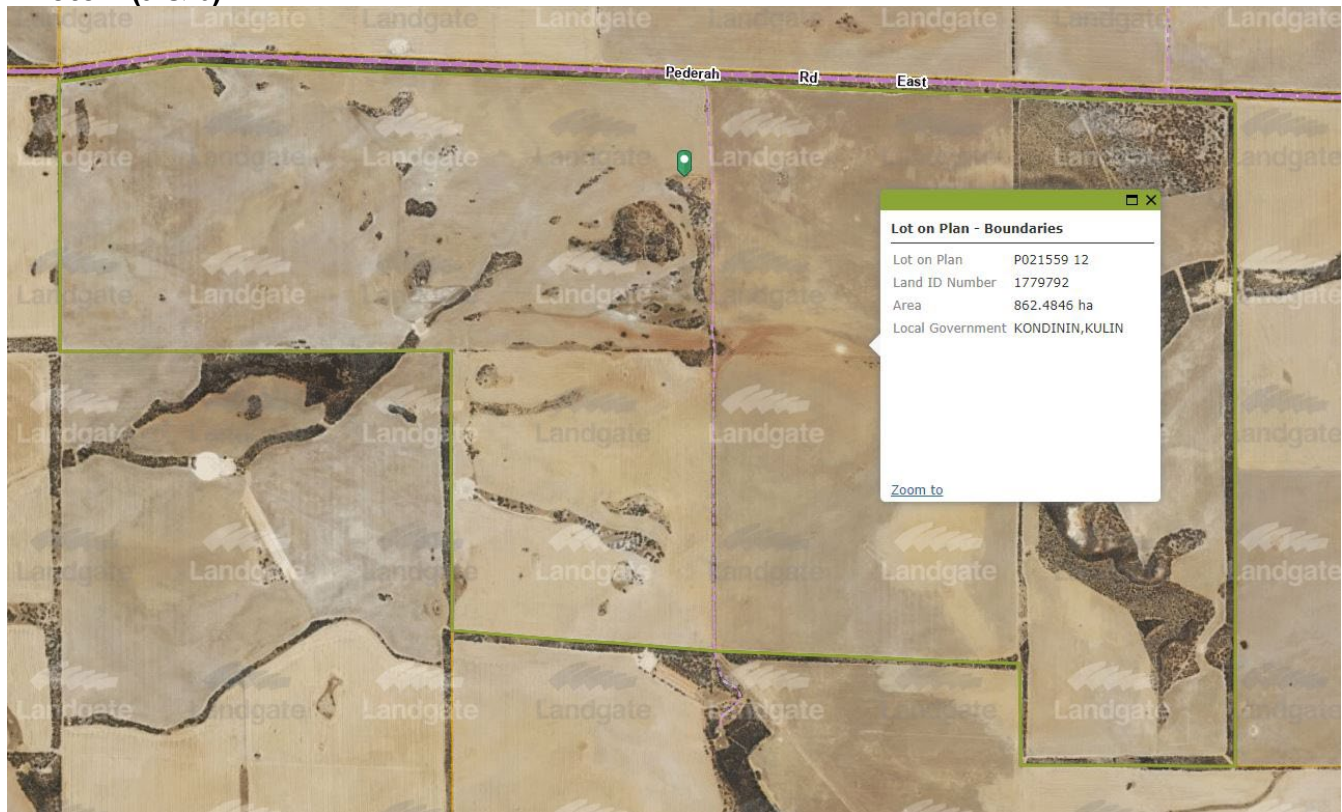 Pederah Rd East
Lot on Plan - Boundaries
Lot on Plan P021559 12
Land ID Number 1779792
Area 862.4846 ha
Local Government KONDININ,KULIN
Zoom to
Landgate